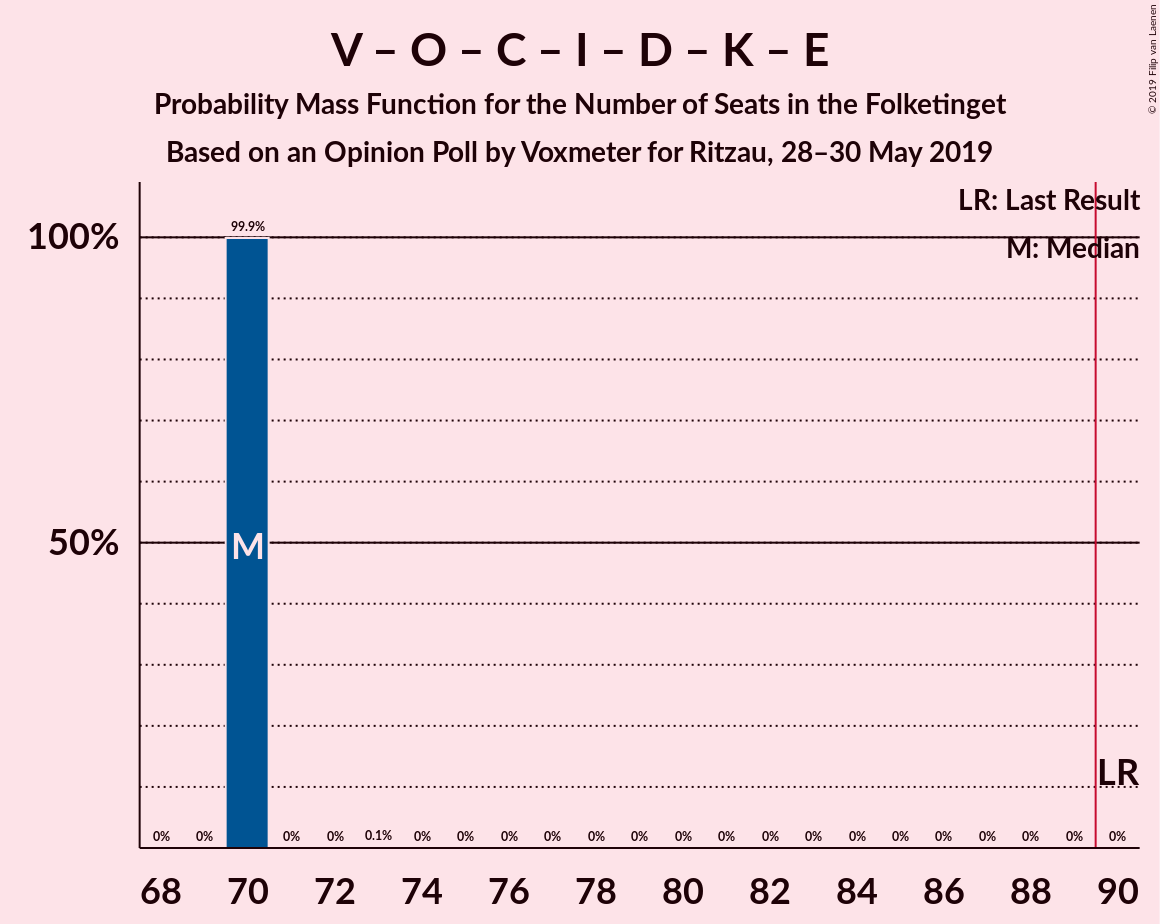 V – O – C – I – D – K – E
Probability Mass Function for the Number of Seats in the Folketinget
Based on an Opinion Poll by Voxmeter for Ritzau, 28–30 May 2019
© 2019 Filip van Laenen
LR: Last Result
M: Median
100%
50%
99.9%
M
LR
0% 0% 0% 0% 0.1% 0% 0% 0% 0% 0% 0% 0% 0% 0% 0% 0% 0% 0% 0% 0% 0% 0%
68 70 72 74 76 78 80 82 84 86 88 90